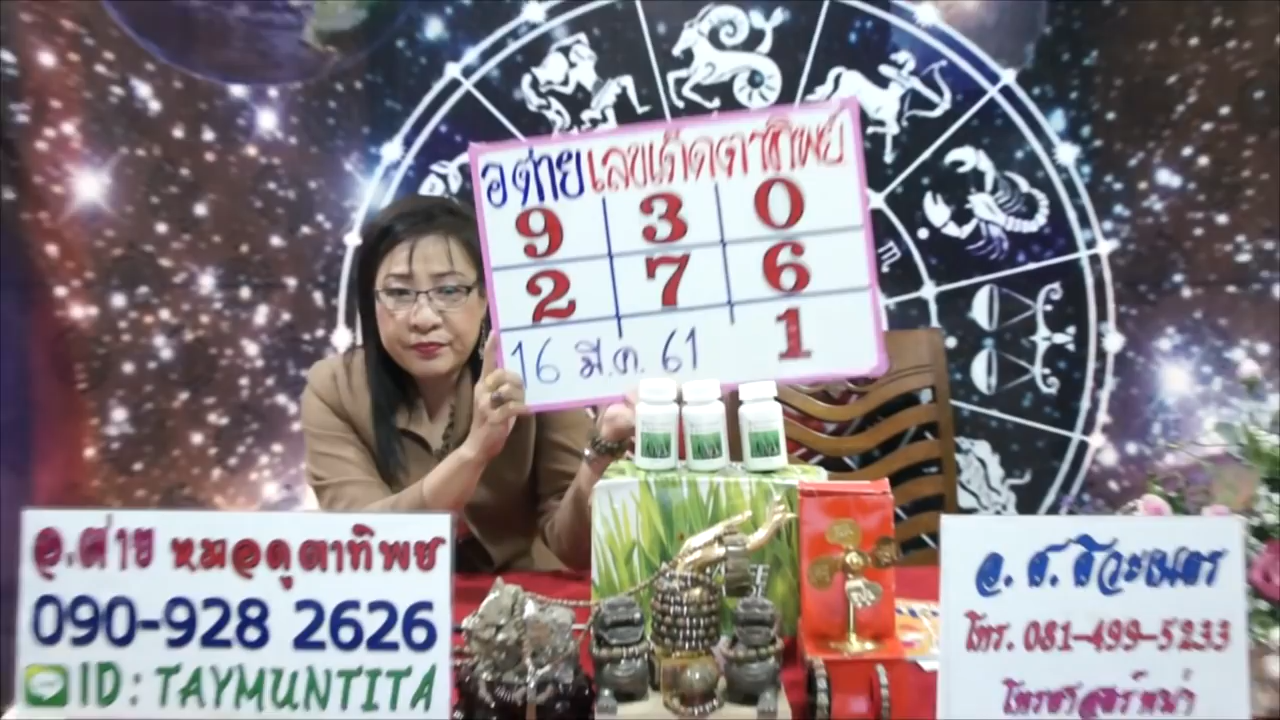 อ ต่าย เลขเด็ดตาทิพย์
9 3 0
2 7 6
16 มี.ค. 61 1
อ.ต่าย หมอดูตาทิพย์
090-928 2626
ID : TAYMUNTITA
โทร. 081-499-5233